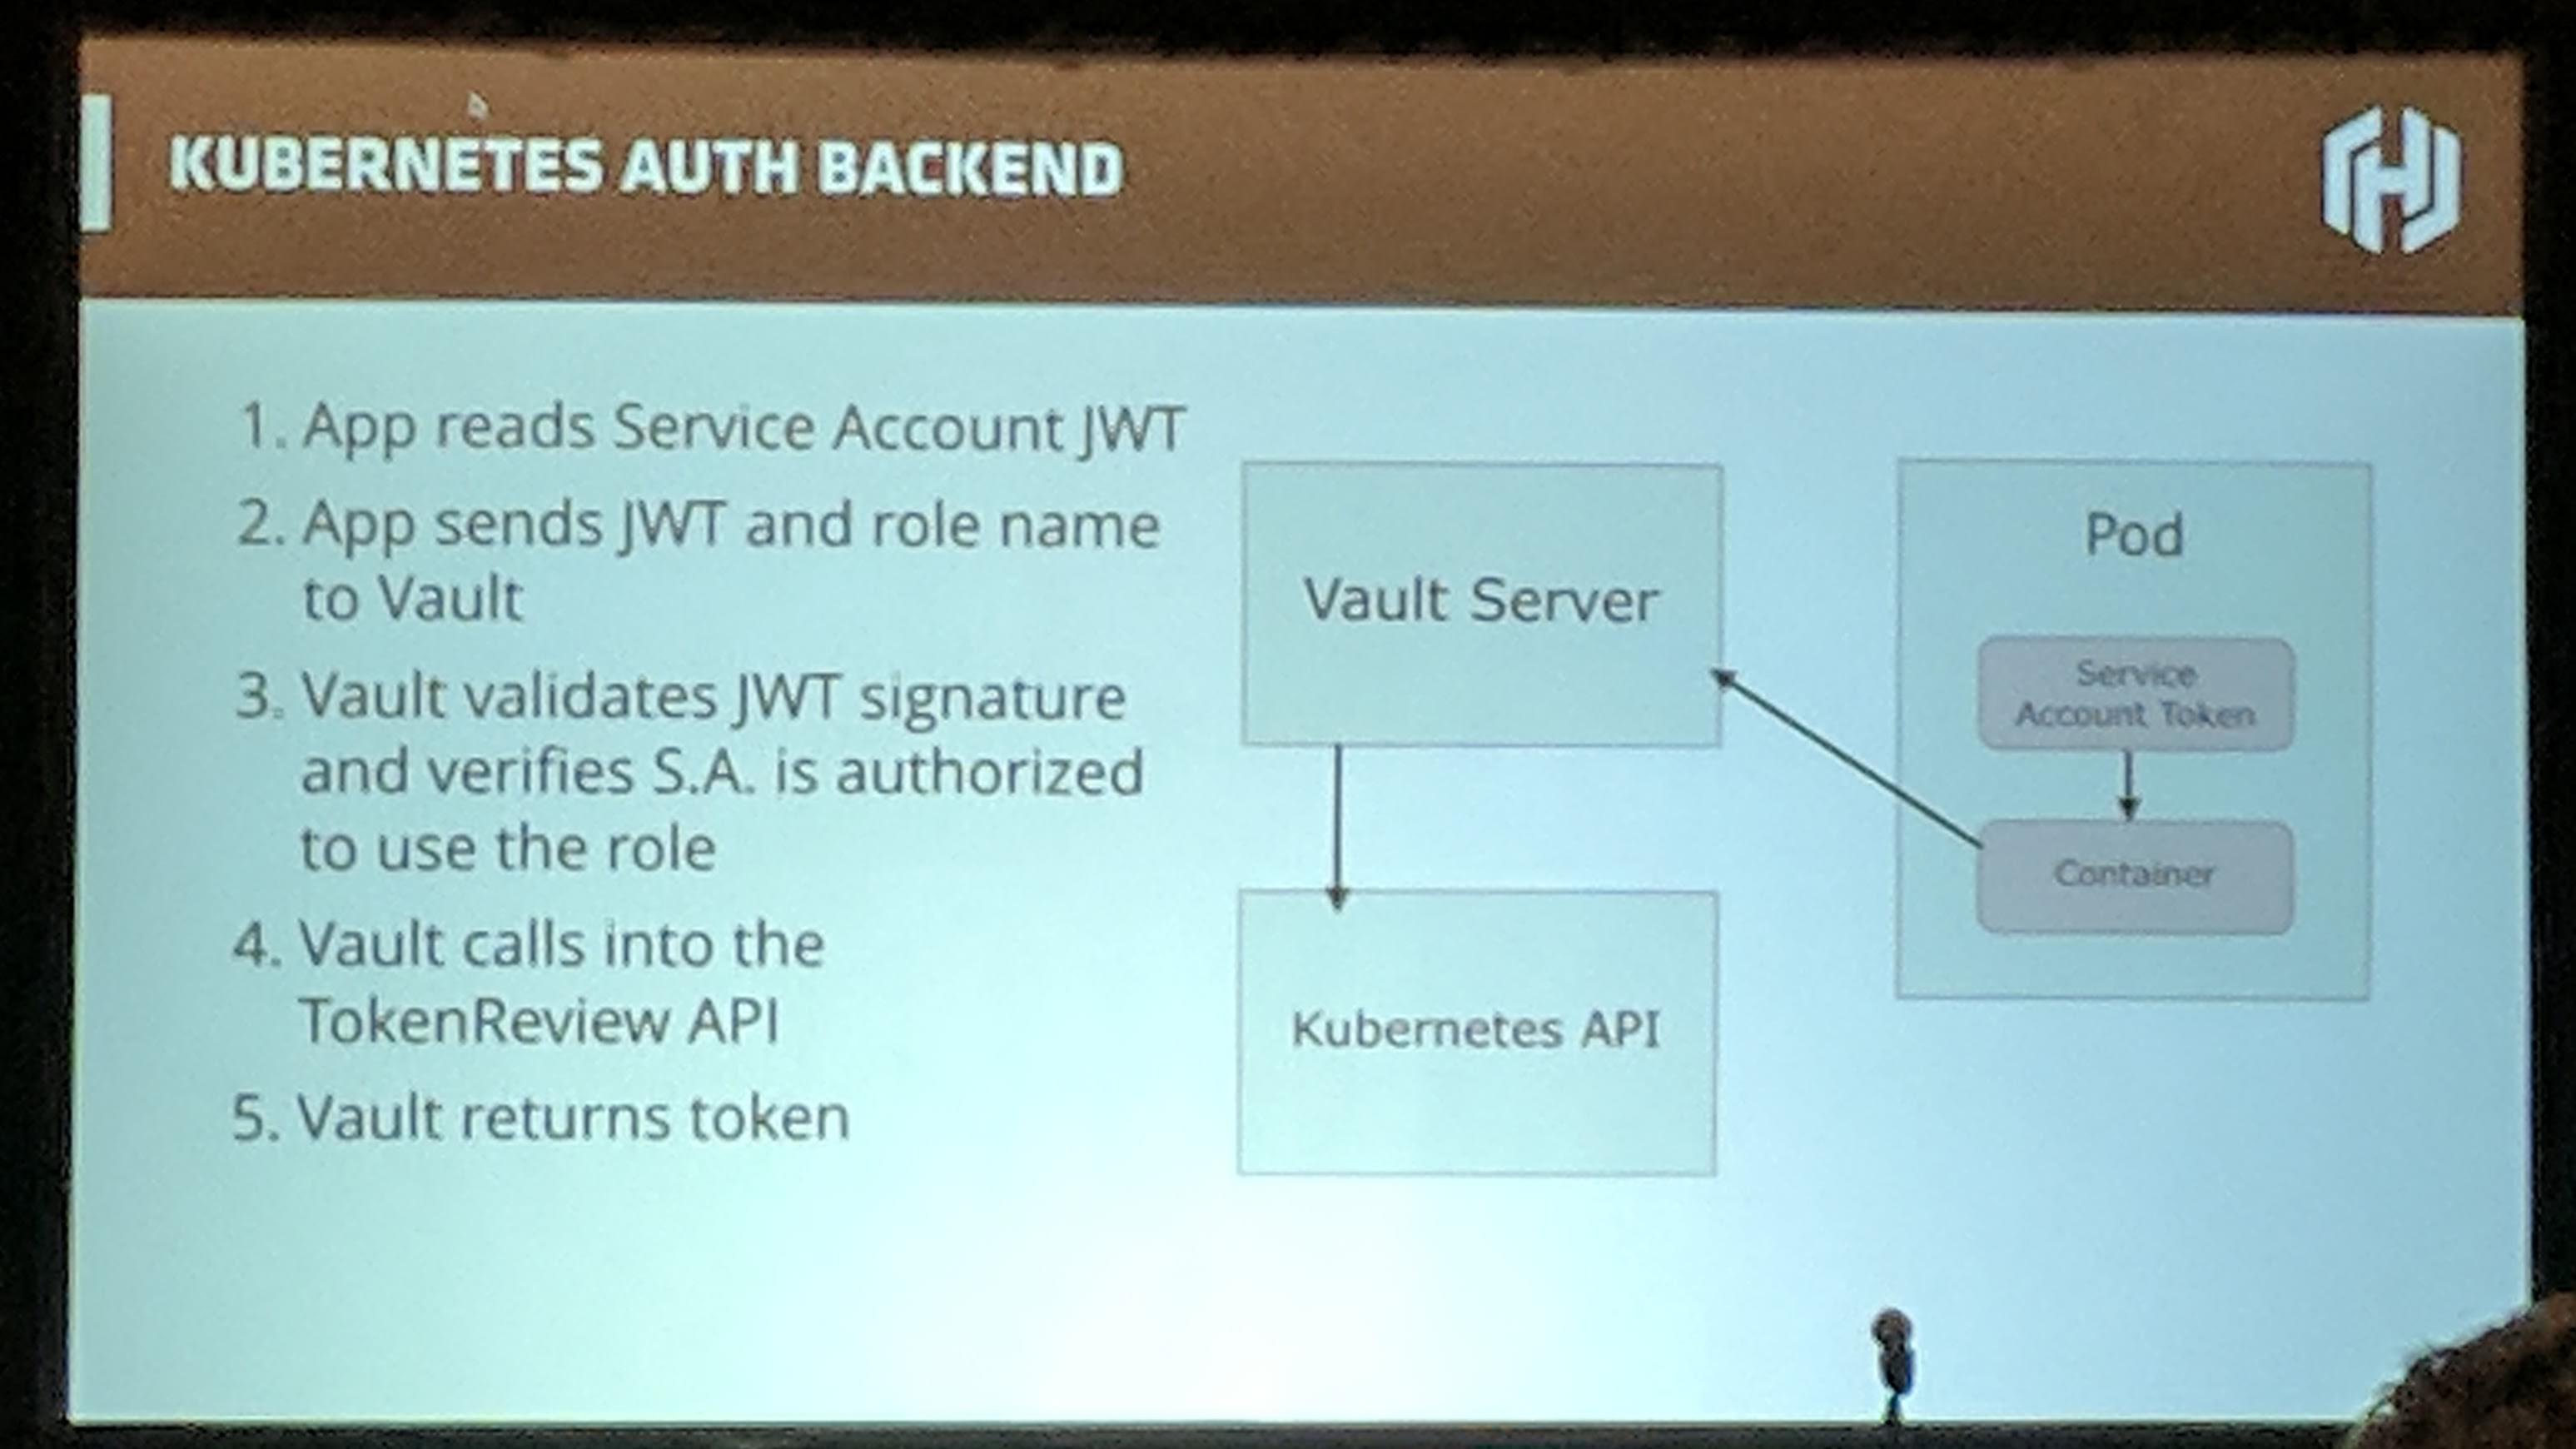 KUBERNETES AUTH BACKEND
1. App reads Service Account JWT
2. App sends JWT and role name
to Vault
3. Vault validates JWT signature
and verifies S.A. is authorized
to use the role
4. Vault calls into the
TokenReview API
5. Vault returns token
Vault Server
Kubernetes API
Pod
Service
Account Token
Container